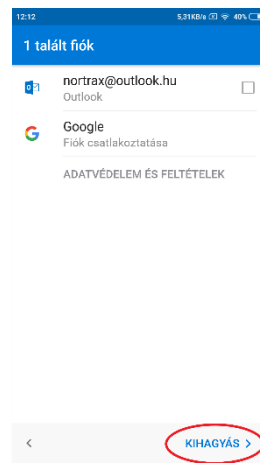 12:12 5,31KB/s 40%
1 talált fiók
nortrax@outlook.hu
Outlook
Google
Fiók csatlakoztatása
ADATVÉDELEM ÉS FELTÉTELEK
KIHAGYÁS